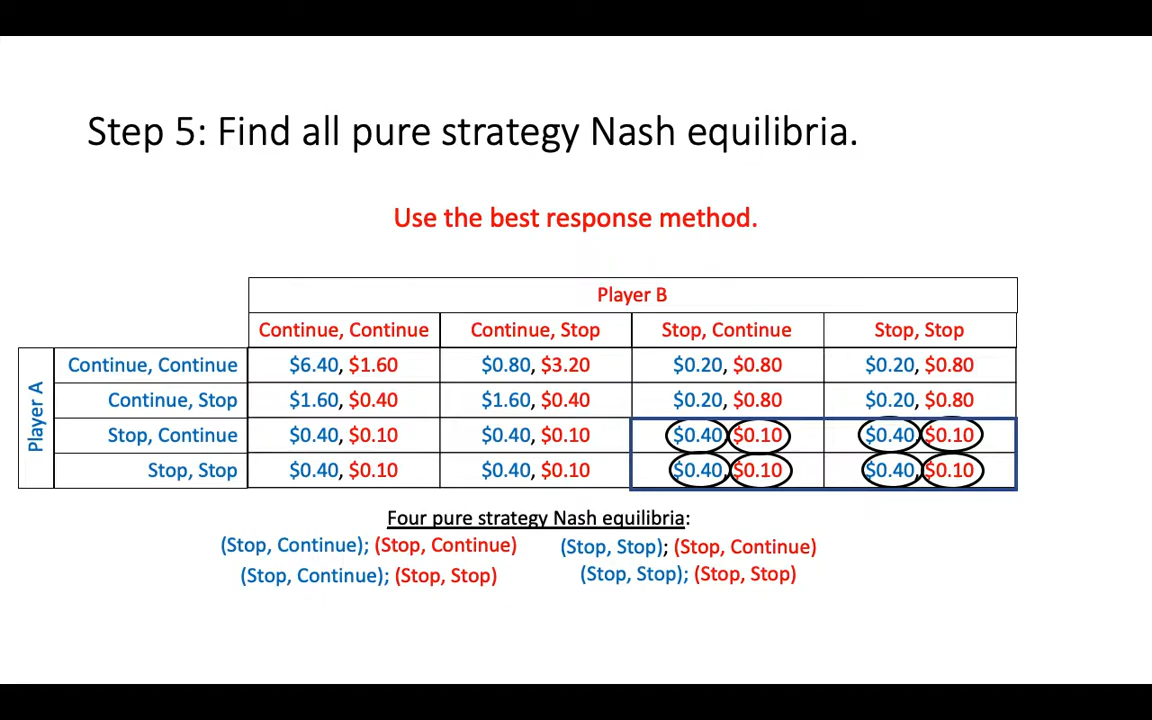 Step 5: Find all pure strategy Nash equilibria.
Use the best response method.
Player B
Continue, Continue Continue, Stop Stop, Continue Stop, Stop
Player A
Continue, Continue $6.40, $1.60 $0.80, $3.20 $0.20, $0.80 $0.20, $0.80
Continue, Stop $1.60, $0.40 $1.60, $0.40 $0.20, $0.80 $0.20, $0.80
Stop, Continue $0.40, $0.10 $0.40, $0.10 $0.40, $0.10 $0.40, $0.10
Stop, Stop $0.40, $0.10 $0.40, $0.10 $0.40, $0.10 $0.40, $0.10
Four pure strategy Nash equilibria:
(Stop, Continue); (Stop, Continue) (Stop, Stop); (Stop, Continue)
(Stop, Continue); (Stop, Stop) (Stop, Stop); (Stop, Stop)